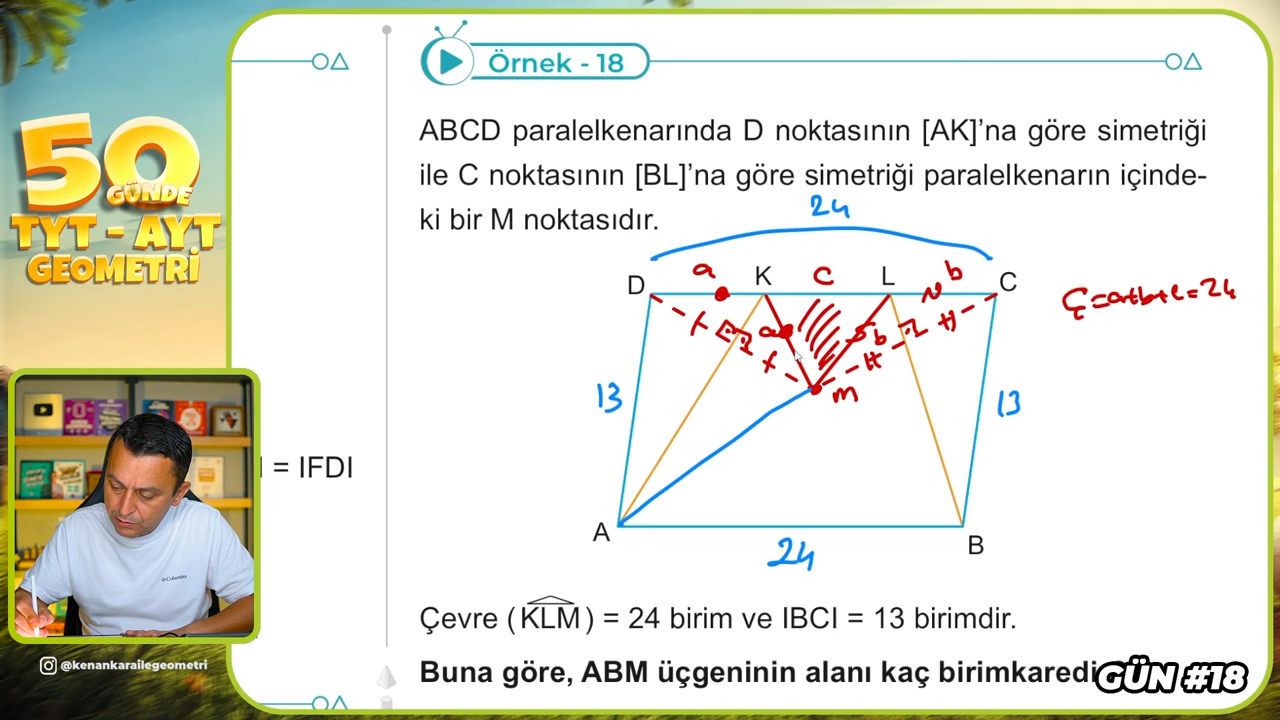 50
GÜNDE
TYT - AYT
GEOMETRİ
Örnek - 18
ABCD paralelkenarında D noktasının [AK]'na göre simetriği
ile C noktasının [BL]'na göre simetriği paralelkenarın içinde-
ki bir M noktasıdır.
24
a c b
D K L C
Ç=a+b+c=24
a b
13 13
m
I = IFDI
A B
24
Çevre (KLM) = 24 birim ve IBCI = 13 birimdir.
Buna göre, ABM üçgeninin alanı kaç birimkaredi
GÜN #18
Columbia
@kenankarailegeometri